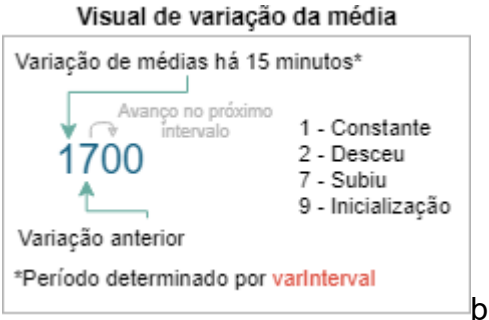 Visual de variação da média
Variação de médias há 15 minutos*
Avanço no próximo
intervalo
1700
1 - Constante
2 - Desceu
7 - Subiu
9 - Inicialização
Variação anterior
*Período determinado por varInterval
b